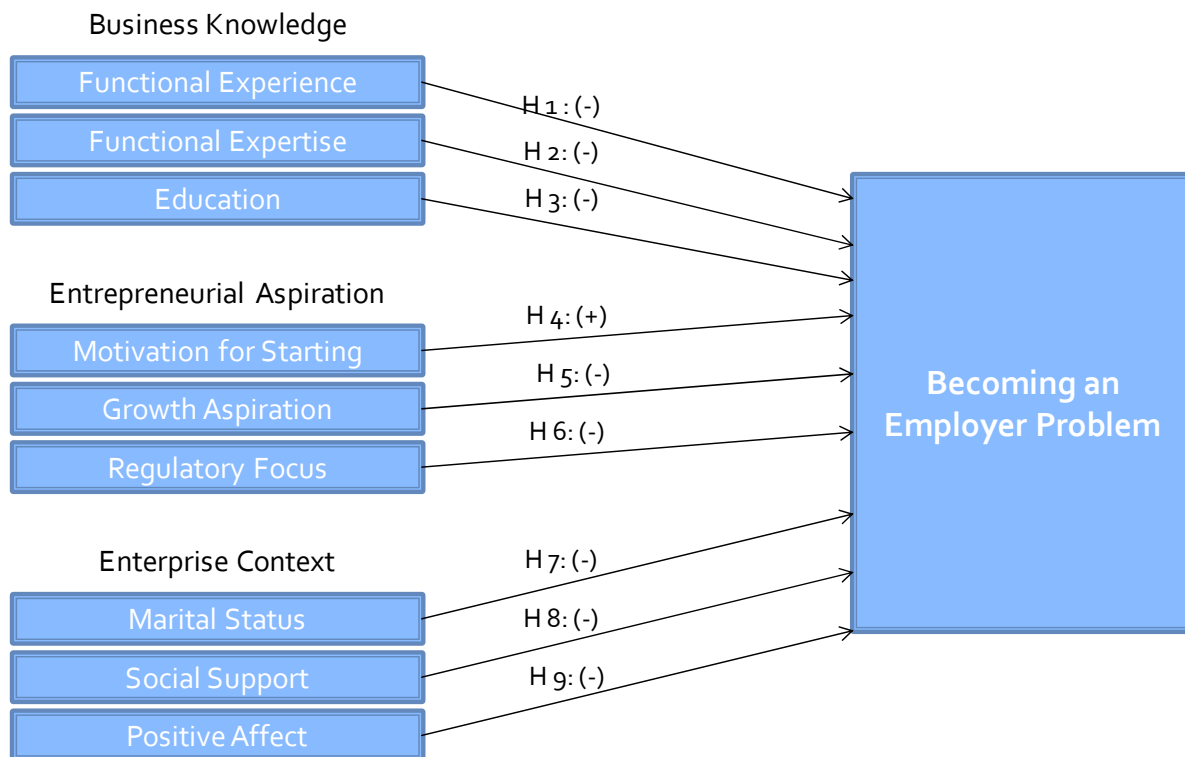 Business Knowledge
Functional Experience
Functional Expertise
Education
H 1: (-)
H 2: (-)
H 3: (-)
Entrepreneurial Aspiration
Motivation for Starting
Growth Aspiration
Regulatory Focus
H 4: (+)
H 5: (-)
H 6: (-)
Enterprise Context
Marital Status
Social Support
Positive Affect
H 7: (-)
H 8: (-)
H 9: (-)
Becoming an
Employer Problem